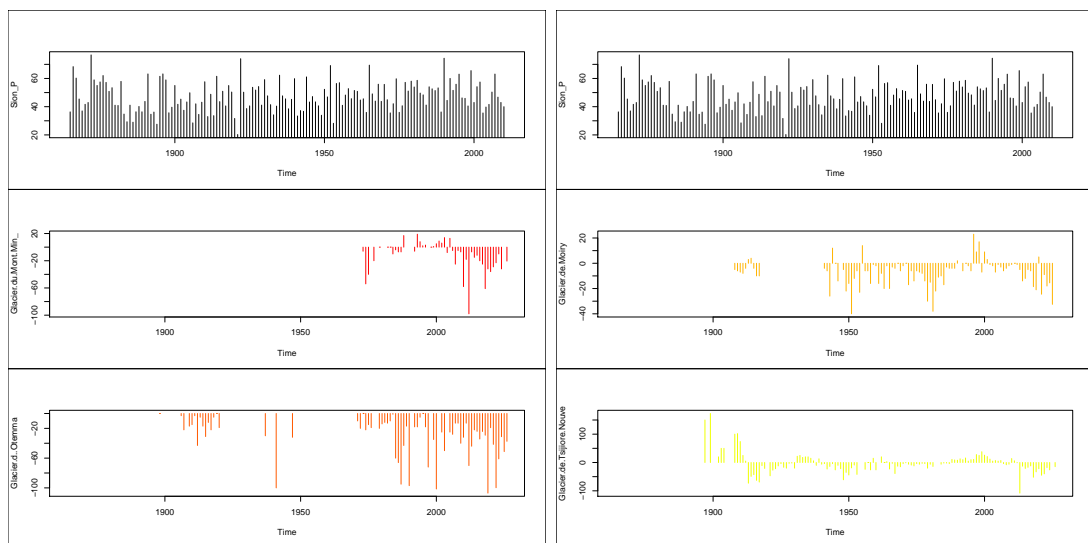 Sion_P
20 40 60
1900 1950 2000
Time
Sion_P
20 40 60
1900 1950 2000
Time
Glacier.du.Mont.Min_
-100 -60 -20 20
1900 1950 2000
Time
Glacier.de.Moiry
-40 -20 0 20
1900 1950 2000
Time
Glacier.d..Otemma
-100 -60 -20
1900 1950 2000
Time
Glacier.de.Tsijiore.Nouve
-100 0 50 100
1900 1950 2000
Time